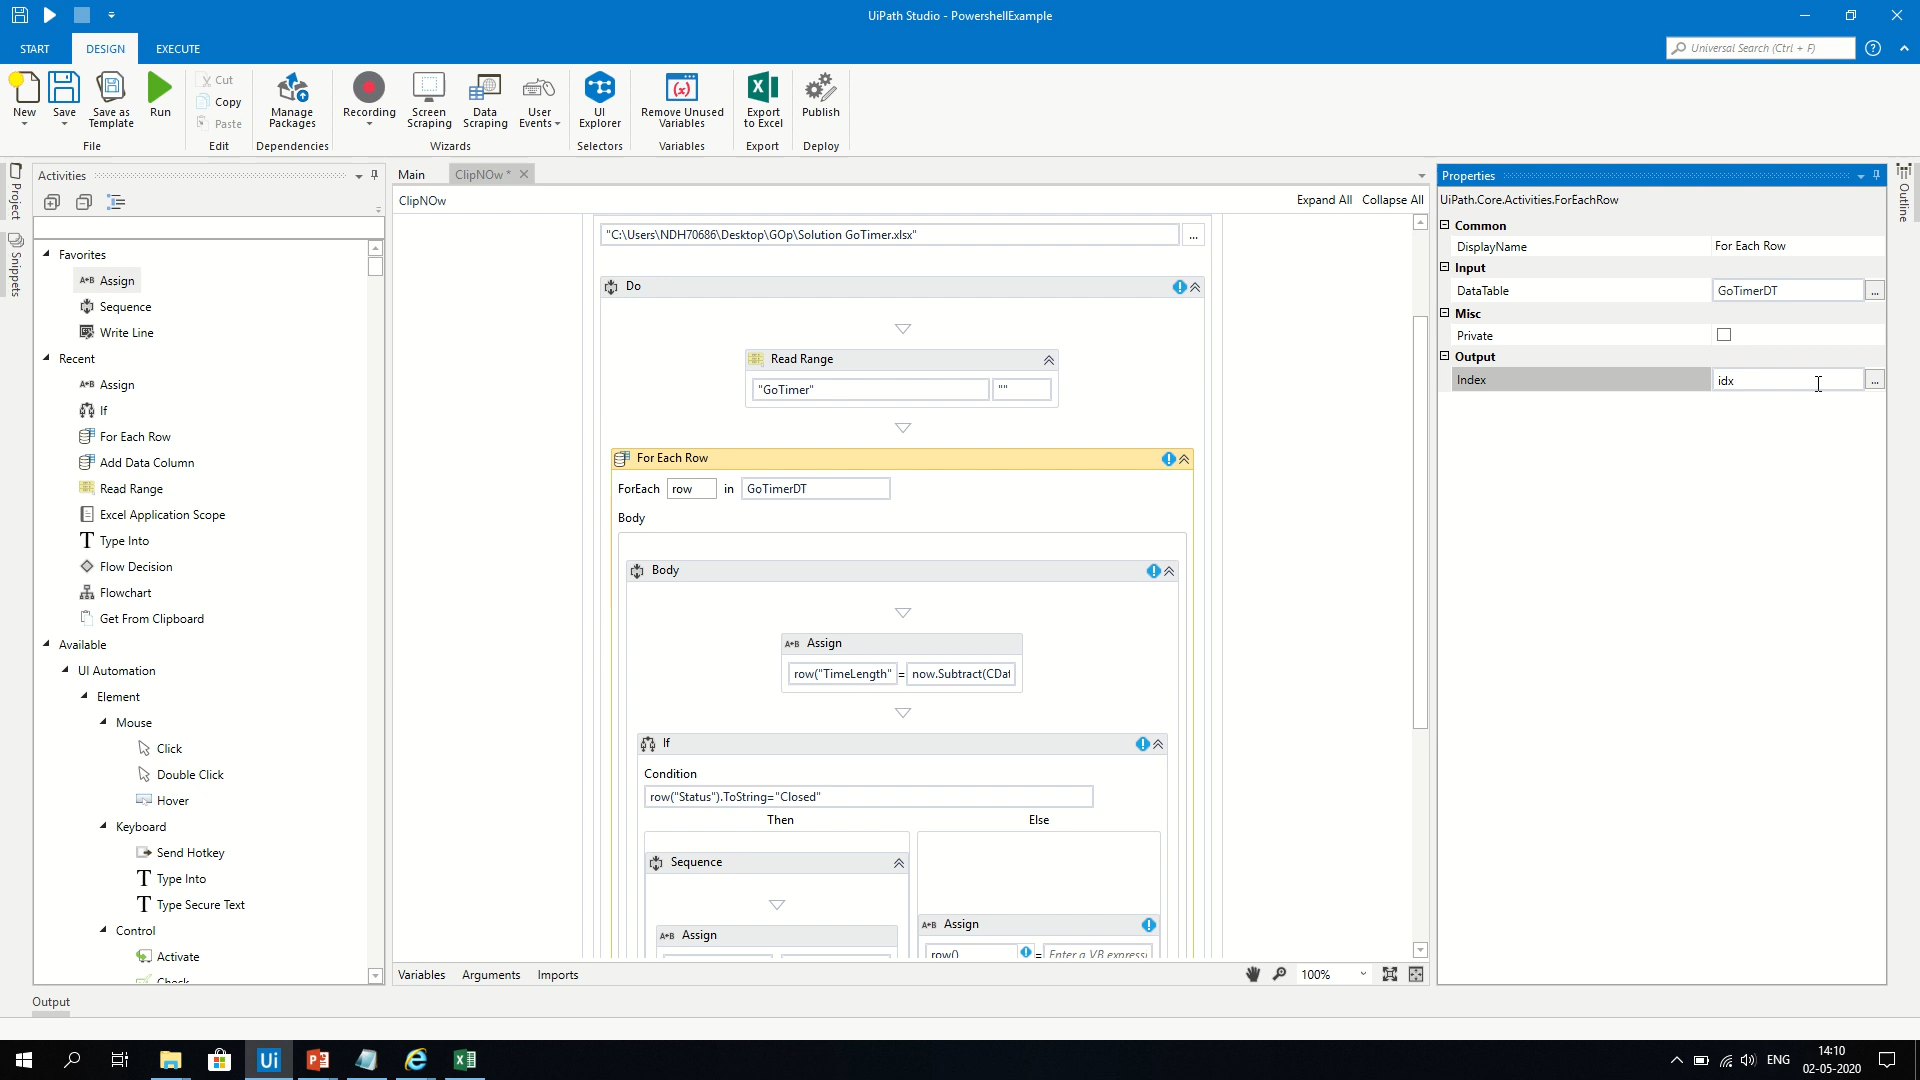 UiPath Studio - PowershellExample
START
DESIGN
EXECUTE
Universal Search (Ctrl + F)
New
Save
Save as
Template
Run
Cut
Copy
Paste
Manage
Packages
Recording
Screen
Scraping
Data
Scraping
User
Events
UI
Explorer
Remove Unused
Variables
Export
to Excel
Publish
File
Edit
Dependencies
Wizards
Selectors
Variables
Export
Deploy
Project
Snippets
Activities
Favorites
A+B Assign
Sequence
Write Line
Recent
A+B Assign
If
For Each Row
Add Data Column
Read Range
Excel Application Scope
Type Into
Flow Decision
Flowchart
Get From Clipboard
Available
UI Automation
Element
Mouse
Click
Double Click
Hover
Keyboard
Send Hotkey
Type Into
Type Secure Text
Control
Activate
Check
Main
ClipNOw *
ClipNOw
Expand All
Collapse All
"C:\Users\NDH70686\Desktop\GOp\Solution GoTimer.xlsx"
...
Do
Read Range
"GoTimer"
""
For Each Row
ForEach row in GoTimerDT
Body
Body
A+B Assign
row("TimeLength" = now.Subtract(CDat
If
Condition
row("Status").ToString="Closed"
Then
Else
Sequence
A+B Assign
A+B Assign
row() = Enter a VB expressi
Variables
Arguments
Imports
100%
Properties
UiPath.Core.Activities.ForEachRow
Common
DisplayName For Each Row
Input
DataTable GoTimerDT ...
Misc
Private
Output
Index idx ...
Outline
Output
Ui
ENG
14:10
02-05-2020